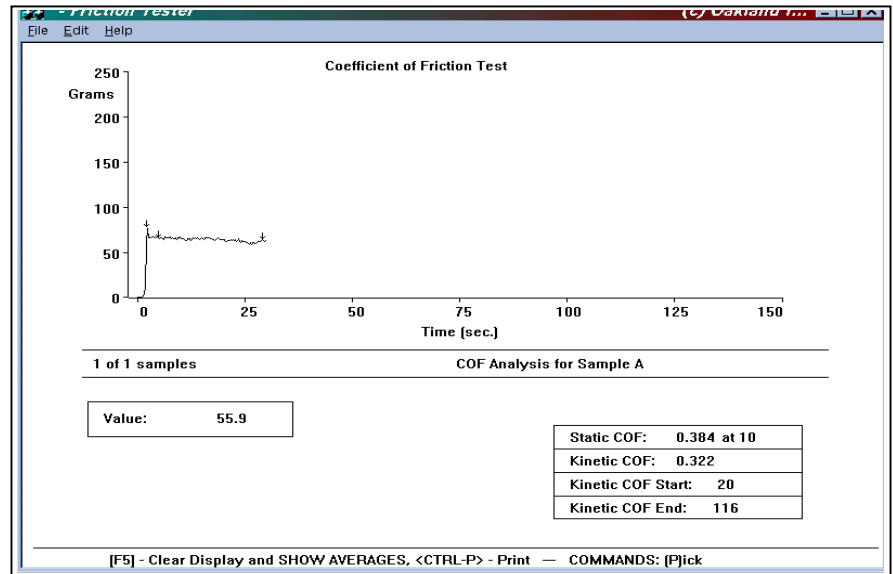 - Friction Tester
File Edit Help
Coefficient of Friction Test
250
Grams
200
150
100
50
0
0 25 50 75 100 125 150
Time (sec.)
1 of 1 samples COF Analysis for Sample A
Value: 55.9
Static COF: 0.384 at 10
Kinetic COF: 0.322
Kinetic COF Start: 20
Kinetic COF End: 116
[F5] - Clear Display and SHOW AVERAGES, <CTRL-P> - Print — COMMANDS: (P)ick